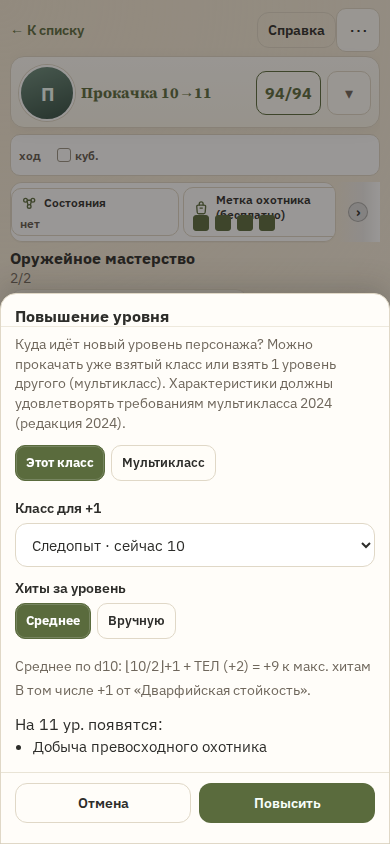 ← К списку
Справка
...
П
Прокачка 10→11
94/94
▼
ход
куб.
Состояния
нет
Метка охотника
(бесплатно)
›
Оружейное мастерство
2/2
Повышение уровня
Куда идёт новый уровень персонажа? Можно
прокачать уже взятый класс или взять 1 уровень
другого (мультикласс). Характеристики должны
удовлетворять требованиям мультикласса 2024
(редакция 2024).
Этот класс
Мультикласс
Класс для +1
Следопыт · сейчас 10
Хиты за уровень
Среднее
Вручную
Среднее по d10: ⌊10/2⌋+1 + ТЕЛ (+2) = +9 к макс. хитам
В том числе +1 от «Дварфийская стойкость».
На 11 ур. появятся:
• Добыча превосходного охотника
Отмена
Повысить